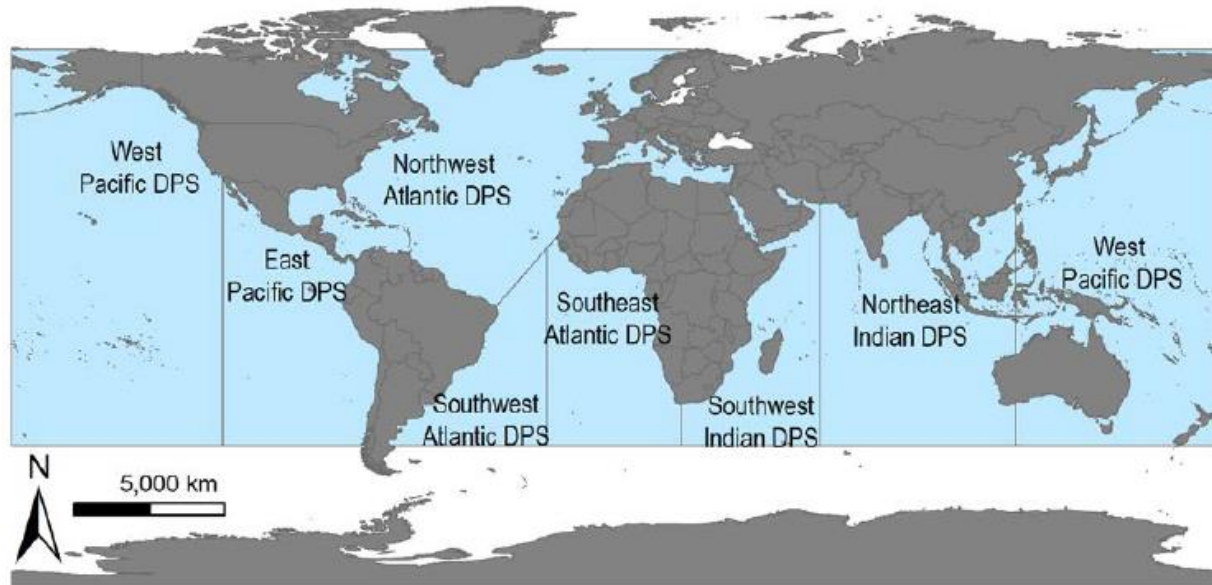 West
Pacific DPS
Northwest
Atlantic DPS
East
Pacific DPS
Southeast
Atlantic DPS
Northeast
Indian DPS
West
Pacific DPS
Southwest
Atlantic DPS
Southwest
Indian DPS
N
5,000 km